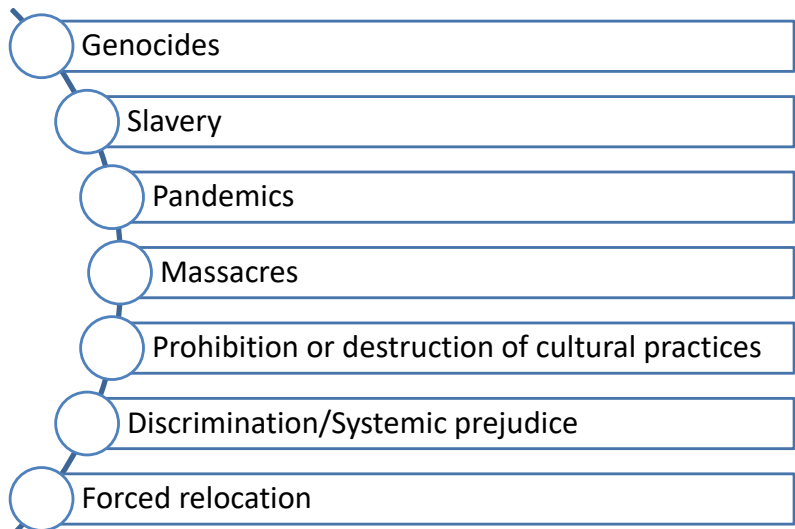 Genocides
Slavery
Pandemics
Massacres
Prohibition or destruction of cultural practices
Discrimination/Systemic prejudice
Forced relocation